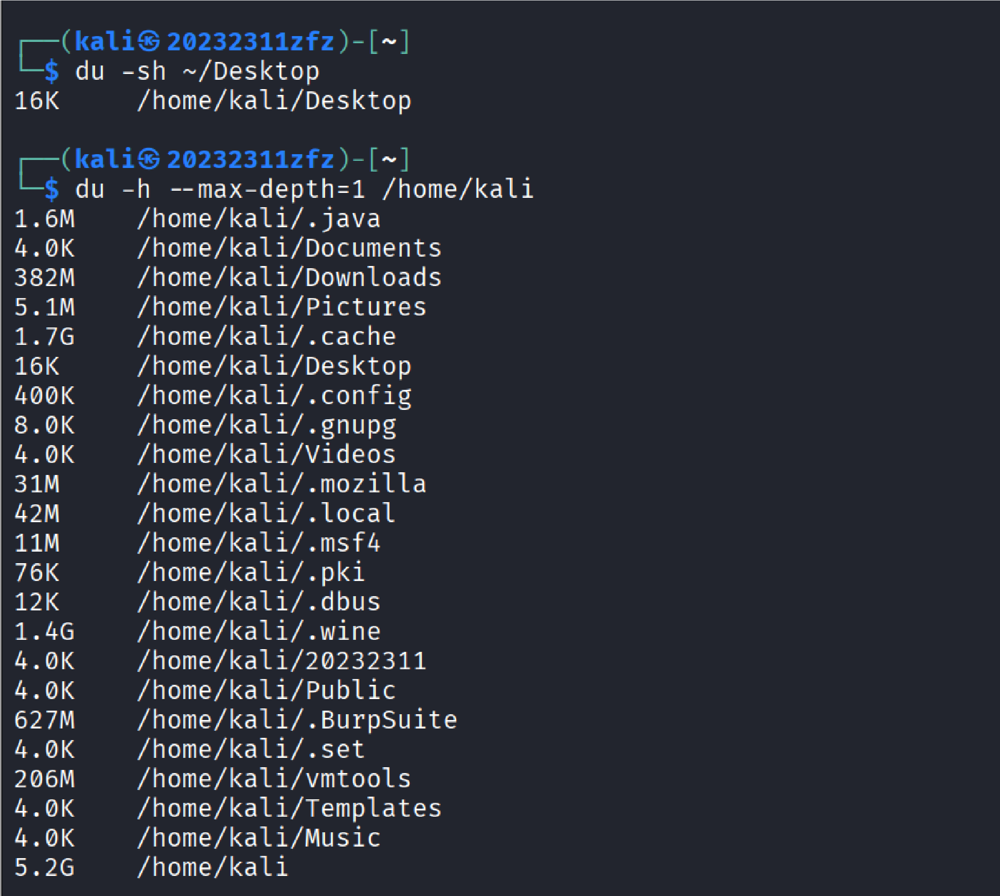 ┌──(kali㉿20232311zfz)-[~]
└─$ du -sh ~/Desktop
16K     /home/kali/Desktop
┌──(kali㉿20232311zfz)-[~]
└─$ du -h --max-depth=1 /home/kali
1.6M    /home/kali/.java
4.0K    /home/kali/Documents
382M    /home/kali/Downloads
5.1M    /home/kali/Pictures
1.7G    /home/kali/.cache
16K     /home/kali/Desktop
400K    /home/kali/.config
8.0K    /home/kali/.gnupg
4.0K    /home/kali/Videos
31M     /home/kali/.mozilla
42M     /home/kali/.local
11M     /home/kali/.msf4
76K     /home/kali/.pki
12K     /home/kali/.dbus
1.4G    /home/kali/.wine
4.0K    /home/kali/20232311
4.0K    /home/kali/Public
627M    /home/kali/.BurpSuite
4.0K    /home/kali/.set
206M    /home/kali/vmtools
4.0K    /home/kali/Templates
4.0K    /home/kali/Music
5.2G    /home/kali